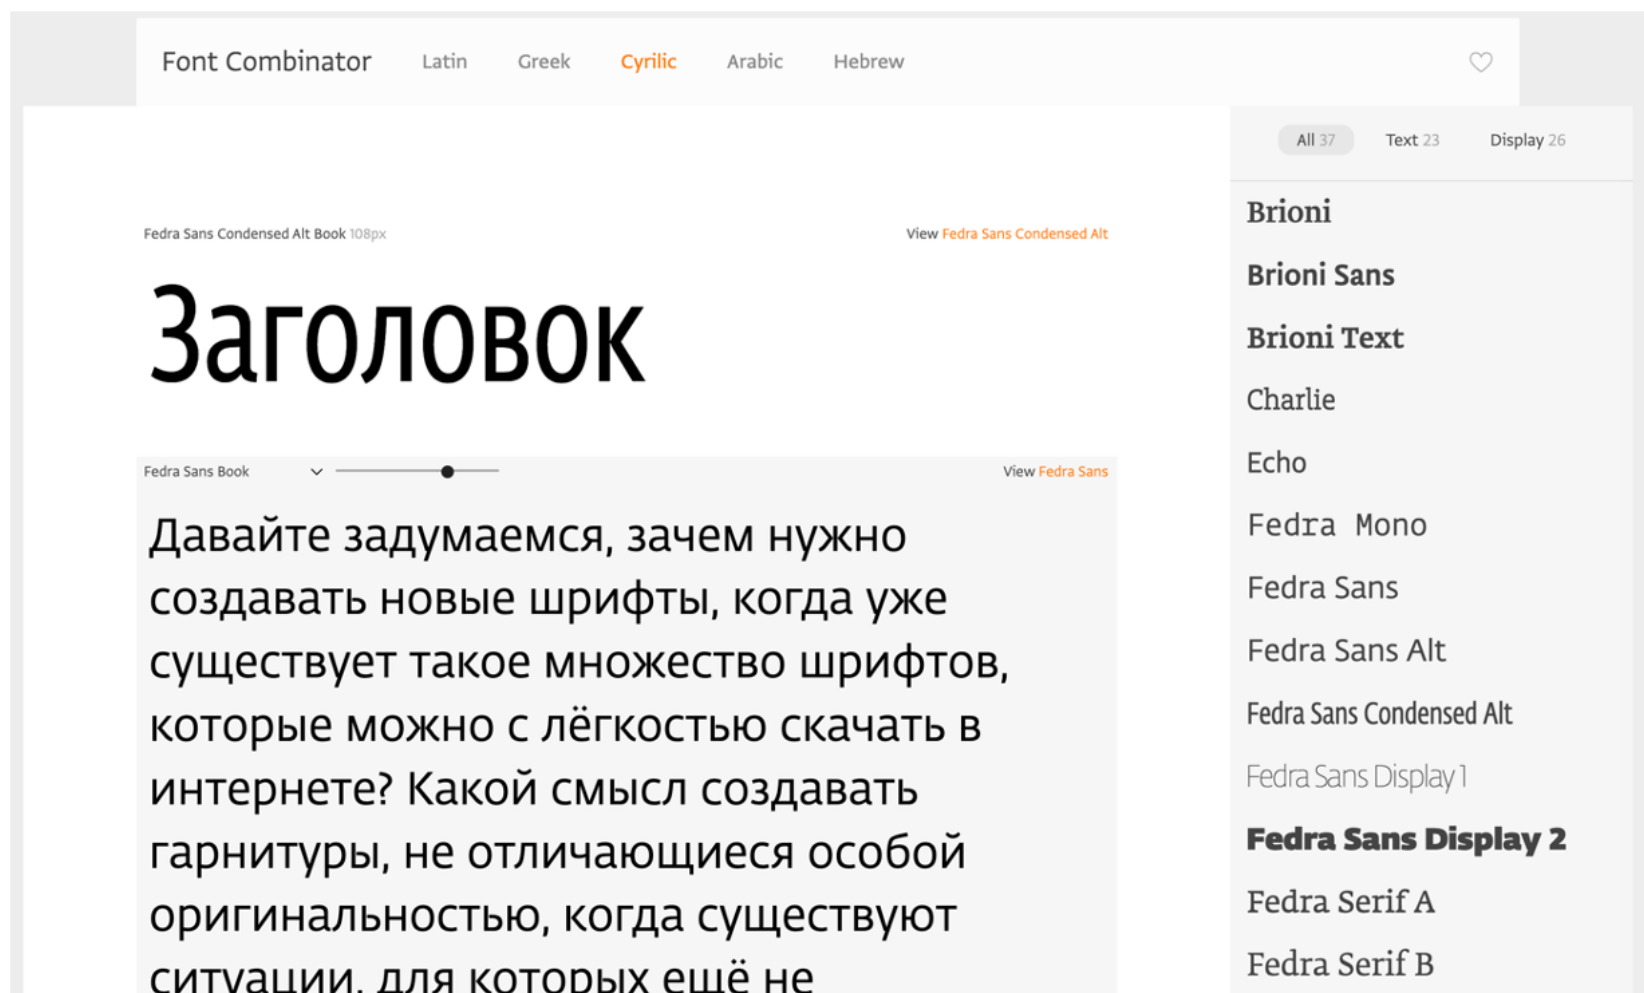 Font Combinator Latin Greek Cyrilic Arabic Hebrew
All 37 Text 23 Display 26
Fedra Sans Condensed Alt Book 108px View Fedra Sans Condensed Alt
Заголовок
Fedra Sans Book View Fedra Sans
Давайте задумаемся, зачем нужно
создавать новые шрифты, когда уже
существует такое множество шрифтов,
которые можно с лёгкостью скачать в
интернете? Какой смысл создавать
гарнитуры, не отличающиеся особой
оригинальностью, когда существуют
ситуации, для которых ещё не
Brioni
Brioni Sans
Brioni Text
Charlie
Echo
Fedra Mono
Fedra Sans
Fedra Sans Alt
Fedra Sans Condensed Alt
Fedra Sans Display 1
Fedra Sans Display 2
Fedra Serif A
Fedra Serif B